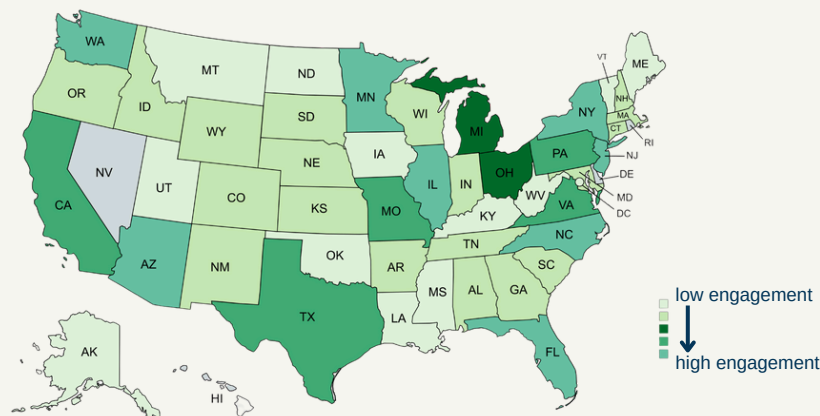 WA
MT
ND
MN
VT
ME
OR
ID
SD
WI
MI
NY
NH
MA
CT
RI
WY
NE
IA
PA
NJ
NV
UT
CO
IL
IN
OH
WV
DE
MD
DC
CA
KS
MO
KY
VA
NC
AZ
NM
OK
AR
TN
SC
TX
LA
MS
AL
GA
FL
AK
HI
low engagement
high engagement